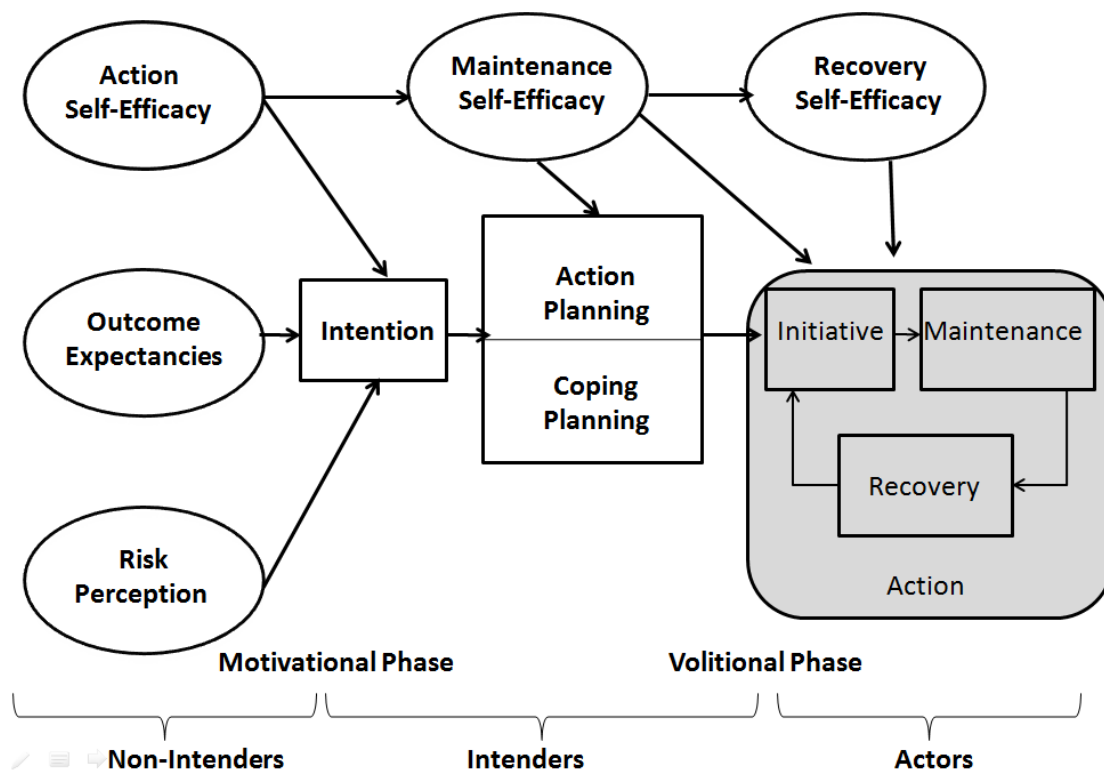 Action
Self-Efficacy
Maintenance
Self-Efficacy
Recovery
Self-Efficacy
Outcome
Expectancies
Intention
Action
Planning
Coping
Planning
Initiative
Maintenance
Recovery
Action
Risk
Perception
Motivational Phase
Volitional Phase
Non-Intenders
Intenders
Actors